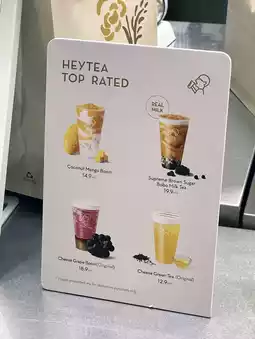 HEYTEA
TOP RATED
REAL
MILK
Coconut Mango Boom
14.9
Supreme Brown Sugar
Bobo Milk Tea
19.9
Cheese Grape Boom (Original)
18.9
Cheese Green Tea (Original)
12.9